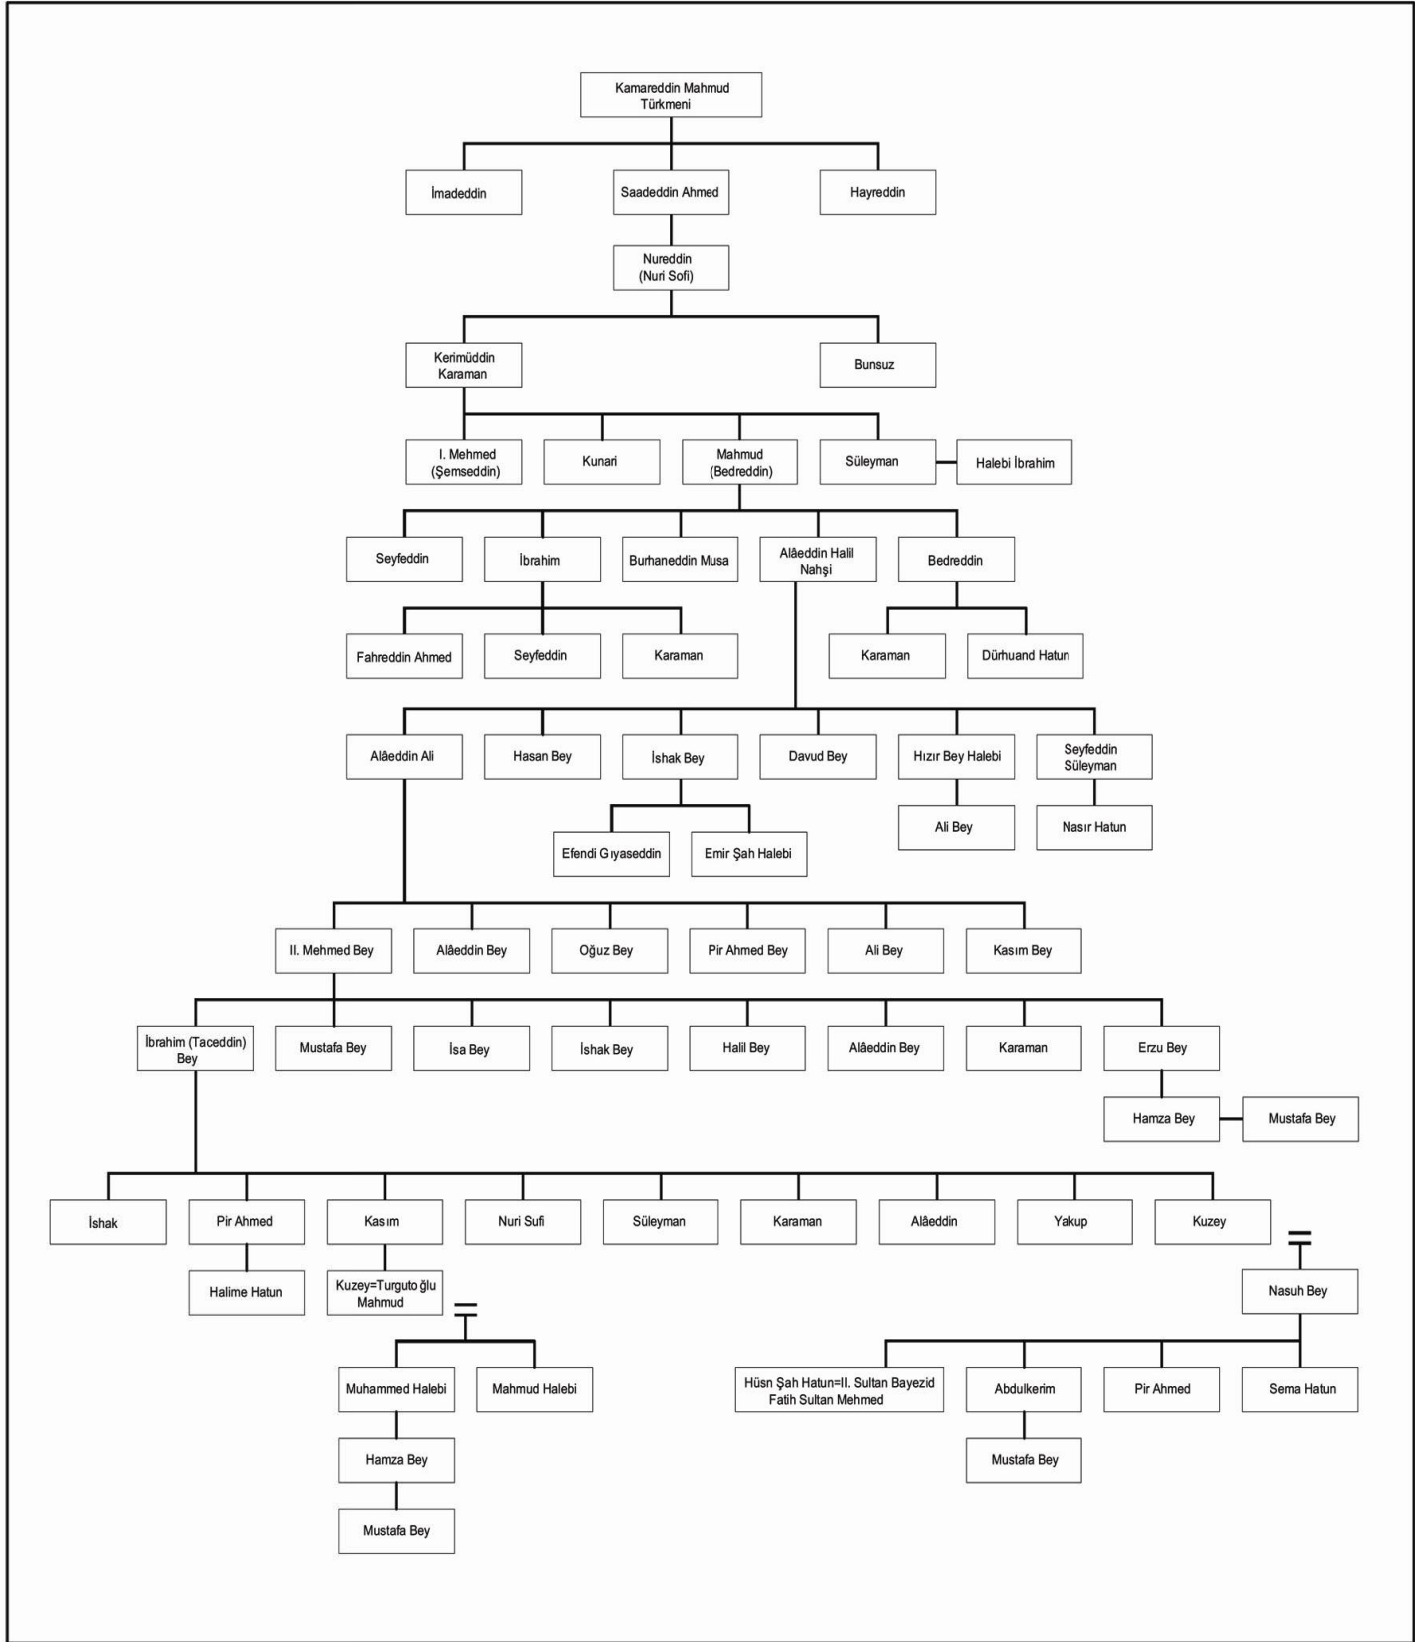 Kamareddin Mahmud
Türkmeni
İmadeddin
Saadeddin Ahmed
Hayreddin
Nureddin
(Nuri Sofi)
Kerimüddin
Karaman
Bunsuz
I. Mehmed
(Şemseddin)
Kunari
Mahmud
(Bedreddin)
Süleyman
Halebi İbrahim
Seyfeddin
İbrahim
Burhaneddin Musa
Alâeddin Halil
Nahşi
Bedreddin
Fahreddin Ahmed
Seyfeddin
Karaman
Karaman
Dürhuand Hatun
Alâeddin Ali
Hasan Bey
İshak Bey
Davud Bey
Hızır Bey Halebi
Seyfeddin
Süleyman
Efendi Gıyaseddin
Emir Şah Halebi
Ali Bey
Nasır Hatun
II. Mehmed Bey
Alâeddin Bey
Oğuz Bey
Pir Ahmed Bey
Ali Bey
Kasım Bey
İbrahim (Taceddin)
Bey
Mustafa Bey
İsa Bey
İshak Bey
Halil Bey
Alâeddin Bey
Karaman
Erzu Bey
Hamza Bey
Mustafa Bey
İshak
Pir Ahmed
Kasım
Nuri Sufi
Süleyman
Karaman
Alâeddin
Yakup
Kuzey
=
Halime Hatun
Kuzey=Turguto ğlu
Mahmud
=
Nasuh Bey
Muhammed Halebi
Mahmud Halebi
Hüsn Şah Hatun=II. Sultan Bayezid
Fatih Sultan Mehmed
Abdulkerim
Pir Ahmed
Sema Hatun
Hamza Bey
Mustafa Bey
Mustafa Bey